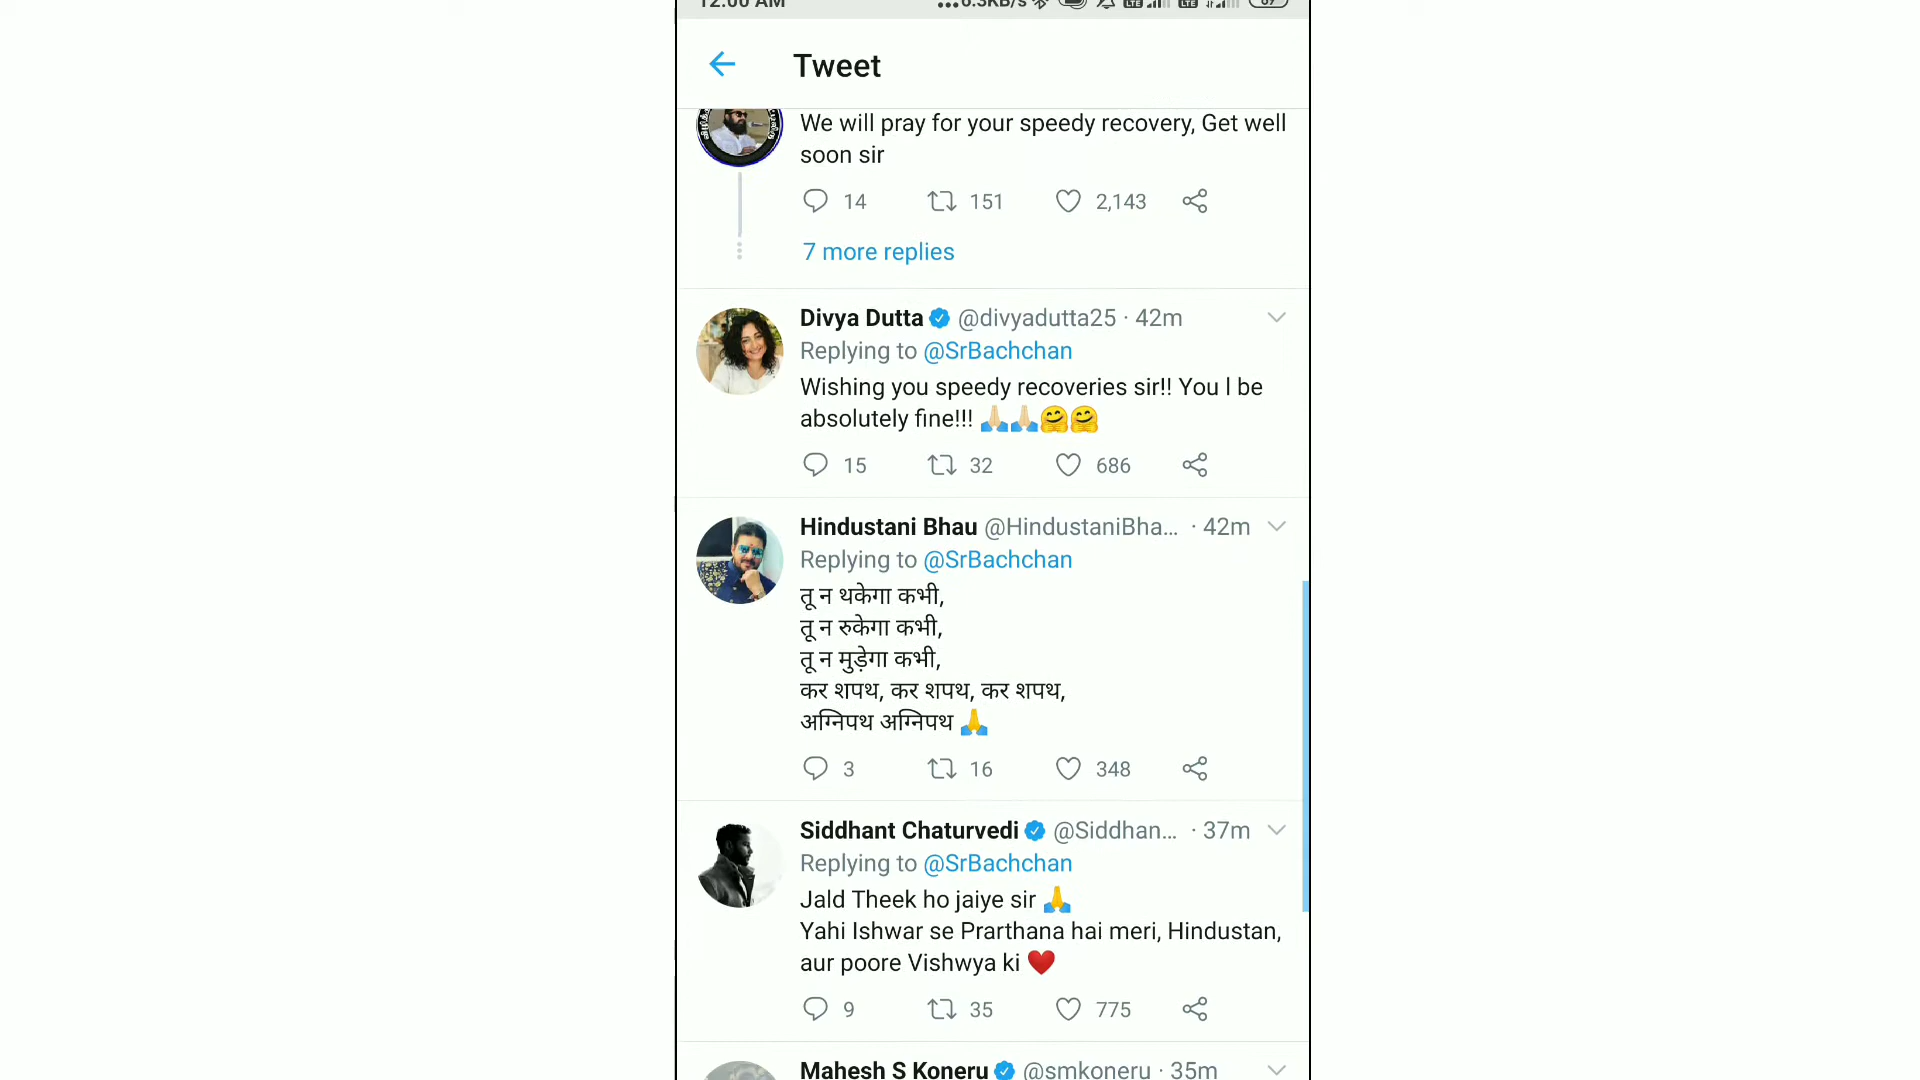 12:00 AM
6.3KB/s
Tweet
We will pray for your speedy recovery, Get well
soon sir
14 151 2,143
7 more replies
Divya Dutta @divyadutta25 · 42m
Replying to @SrBachchan
Wishing you speedy recoveries sir!! You l be
absolutely fine!!! 🙏🏻🙏🏻🤗🤗
15 32 686
Hindustani Bhau @HindustaniBha... · 42m
Replying to @SrBachchan
तू न थकेगा कभी,
तू न रुकेगा कभी,
तू न मुड़ेगा कभी,
कर शपथ, कर शपथ, कर शपथ,
अग्निपथ अग्निपथ 🙏
3 16 348
Siddhant Chaturvedi @Siddhan... · 37m
Replying to @SrBachchan
Jald Theek ho jaiye sir 🙏
Yahi Ishwar se Prarthana hai meri, Hindustan,
aur poore Vishwya ki ❤️
9 35 775
Mahesh S Koneru @smkoneru · 35m